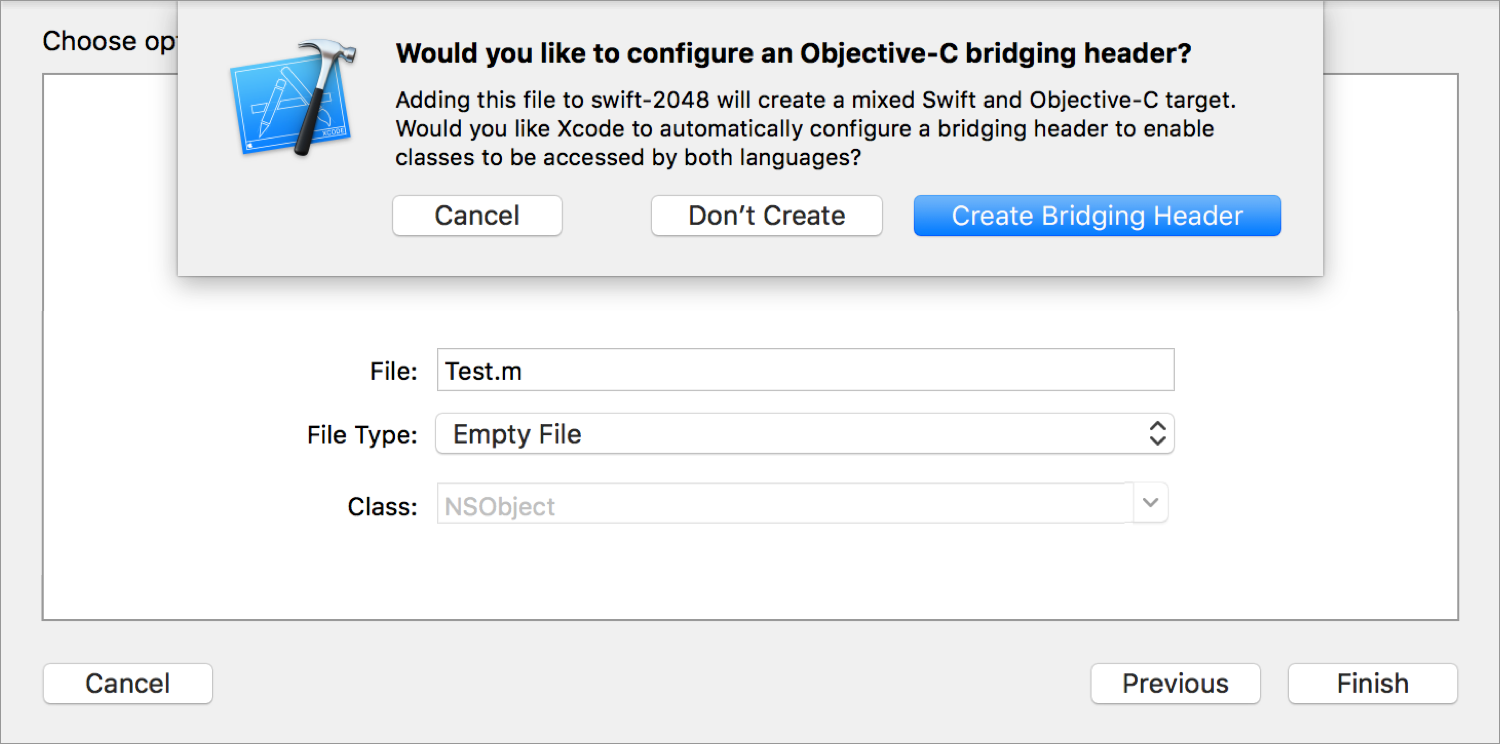 Choose op
Would you like to configure an Objective-C bridging header?
Adding this file to swift-2048 will create a mixed Swift and Objective-C target.
Would you like Xcode to automatically configure a bridging header to enable
classes to be accessed by both languages?
XCODE
Cancel Don’t Create Create Bridging Header
File: Test.m
File Type: Empty File
Class: NSObject
Cancel Previous Finish